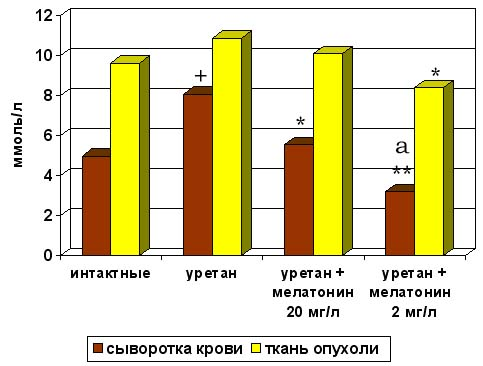 12
10
8
6
4
2
0
ммоль/л
+
*
а
**
*
интактные
уретан
уретан +
мелатонин
20 мг/л
уретан +
мелатонин
2 мг/л
сыворотка крови
ткань опухоли